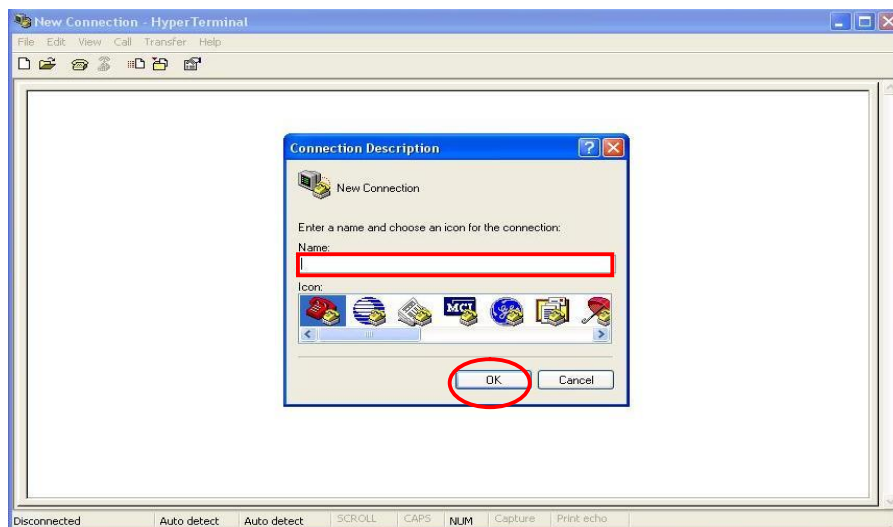 New Connection - HyperTerminal
File Edit View Call Transfer Help
Connection Description
New Connection
Enter a name and choose an icon for the connection:
Name:
Icon:
MCI
OK Cancel
Disconnected Auto detect Auto detect SCROLL CAPS NUM Capture Print echo